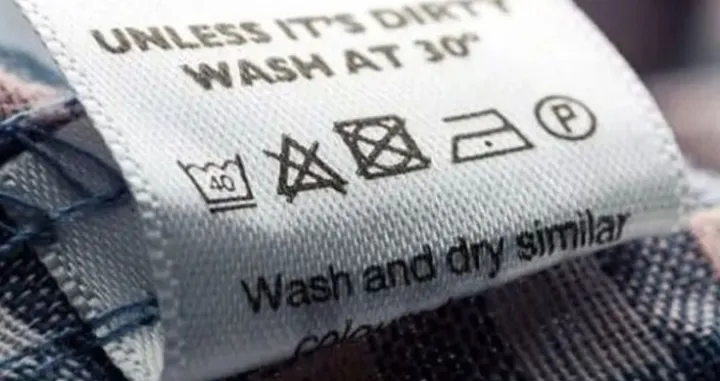 UNLESS IT'S DIRTY
WASH AT 30°
40 P
Wash and dry similar